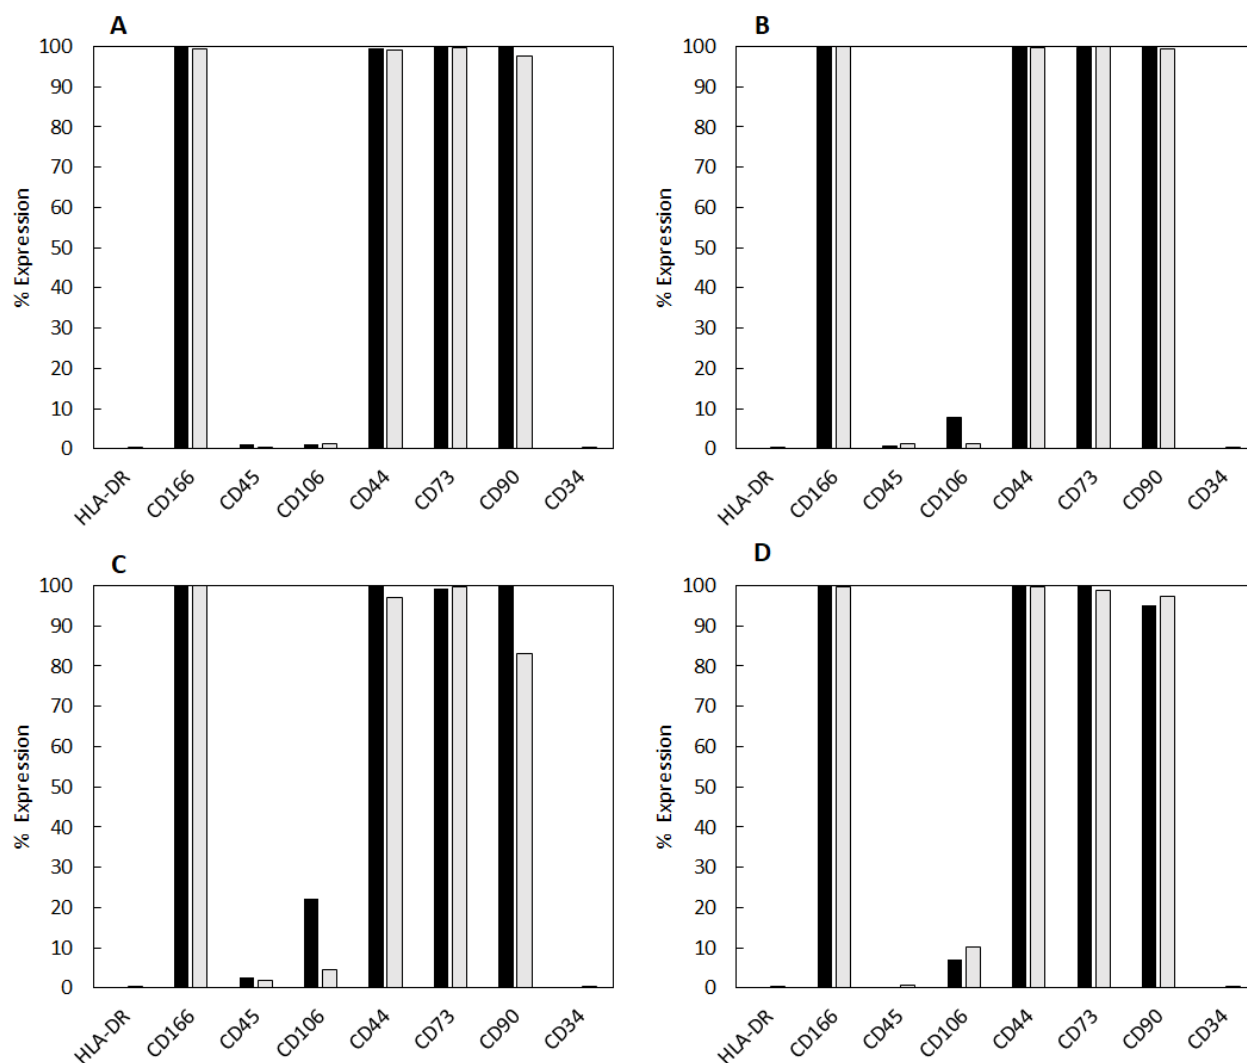 A
100
90
80
70
60
50
40
30
20
10
0
% Expression
HLA-DR
CD166
CD45
CD106
CD44
CD73
CD90
CD34
B
100
90
80
70
60
50
40
30
20
10
0
% Expression
HLA-DR
CD166
CD45
CD106
CD44
CD73
CD90
CD34
C
100
90
80
70
60
50
40
30
20
10
0
% Expression
HLA-DR
CD166
CD45
CD106
CD44
CD73
CD90
CD34
D
100
90
80
70
60
50
40
30
20
10
0
% Expression
HLA-DR
CD166
CD45
CD106
CD44
CD73
CD90
CD34